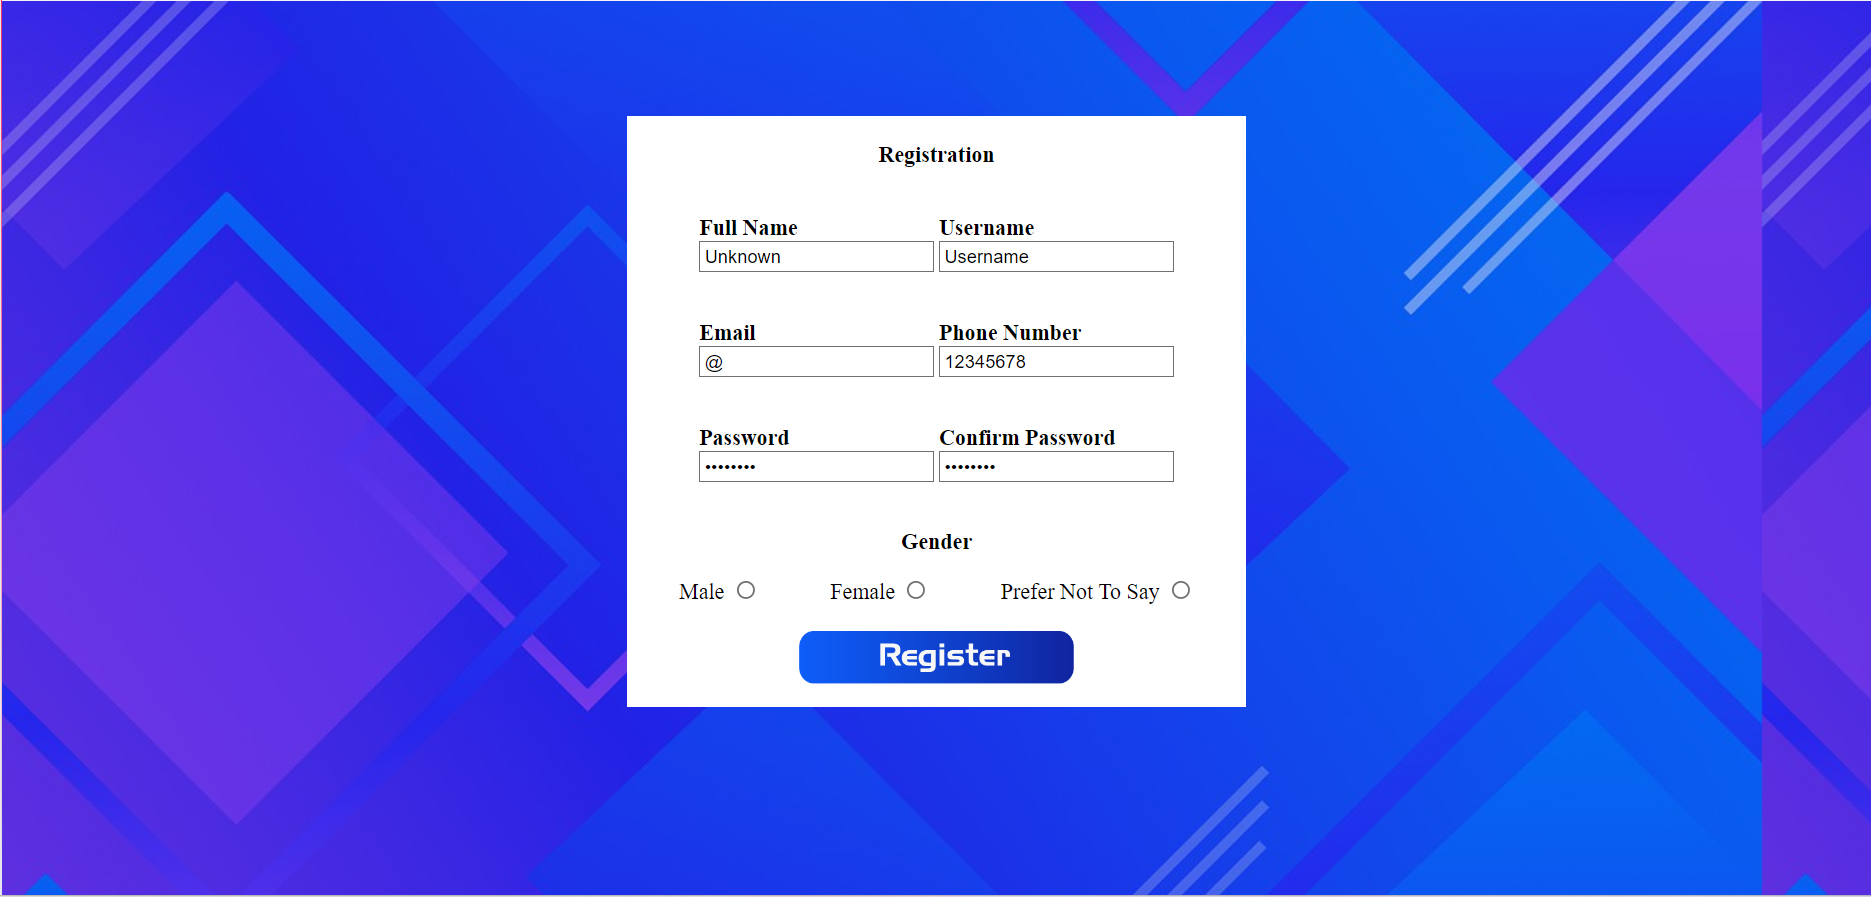 Registration
Full Name Username
Unknown Username
Email Phone Number
@ 12345678
Password Confirm Password
•••••••• ••••••••
Gender
Male Female Prefer Not To Say
Register